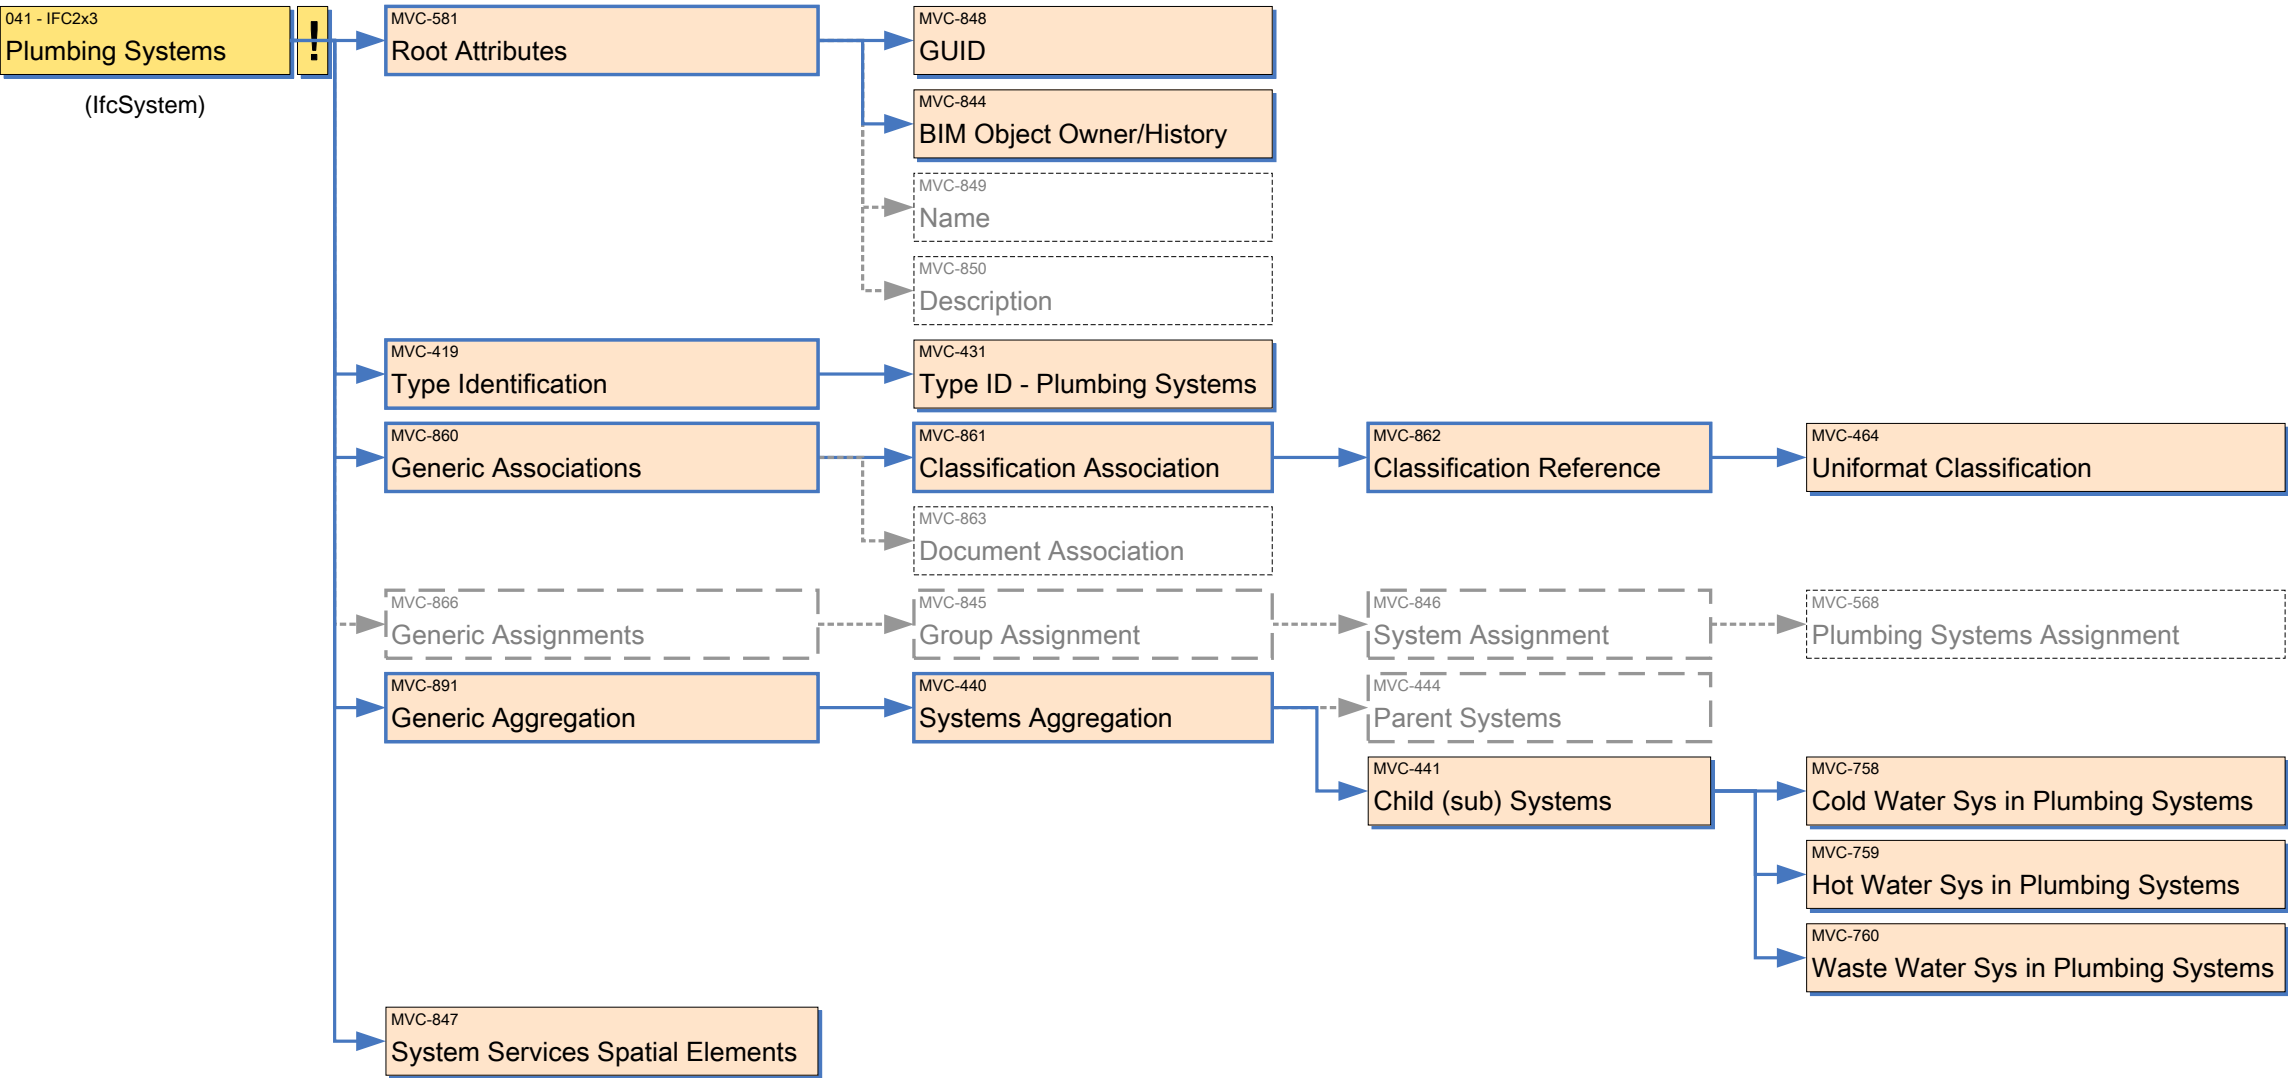 041 - IFC2x3
Plumbing Systems
!
(IfcSystem)
MVC-581
Root Attributes
MVC-848
GUID
MVC-844
BIM Object Owner/History
MVC-849
Name
MVC-850
Description
MVC-419
Type Identification
MVC-431
Type ID - Plumbing Systems
MVC-860
Generic Associations
MVC-861
Classification Association
MVC-862
Classification Reference
MVC-464
Uniformat Classification
MVC-863
Document Association
MVC-866
Generic Assignments
MVC-845
Group Assignment
MVC-846
System Assignment
MVC-568
Plumbing Systems Assignment
MVC-891
Generic Aggregation
MVC-440
Systems Aggregation
MVC-444
Parent Systems
MVC-441
Child (sub) Systems
MVC-758
Cold Water Sys in Plumbing Systems
MVC-759
Hot Water Sys in Plumbing Systems
MVC-760
Waste Water Sys in Plumbing Systems
MVC-847
System Services Spatial Elements